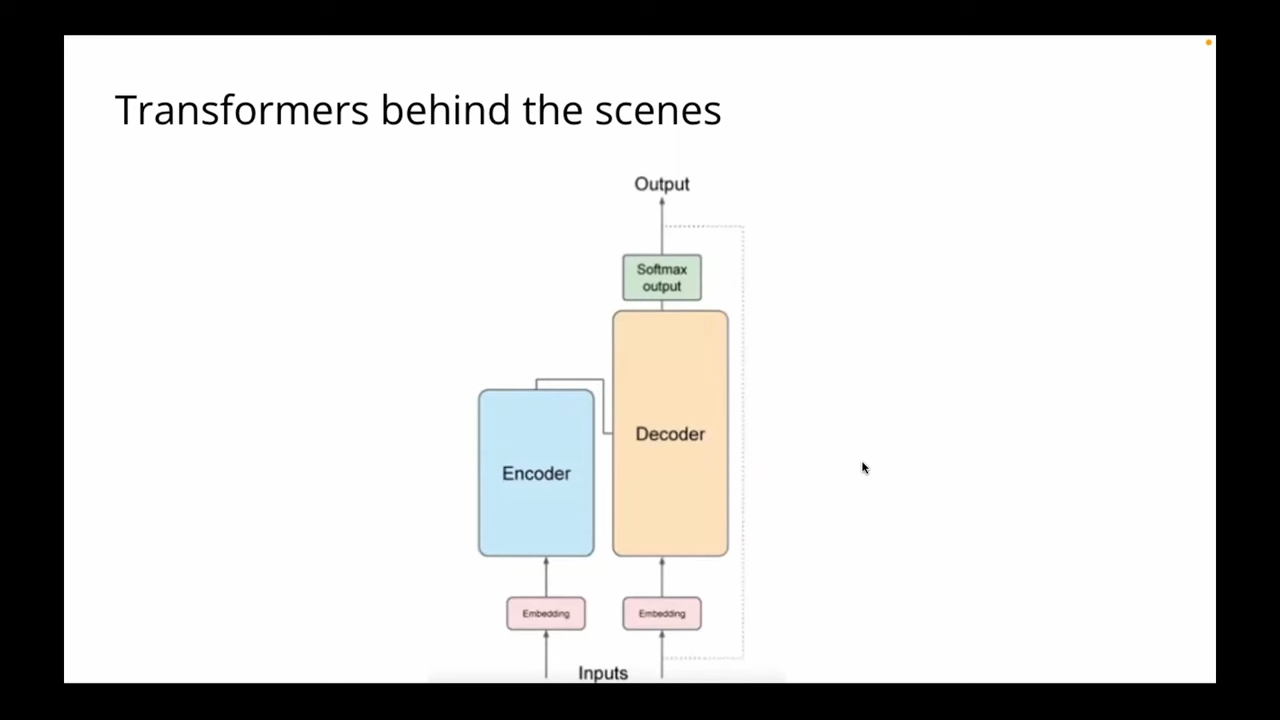 Transformers behind the scenes
Output
Softmax
output
Decoder
Encoder
Embedding
Embedding
Inputs